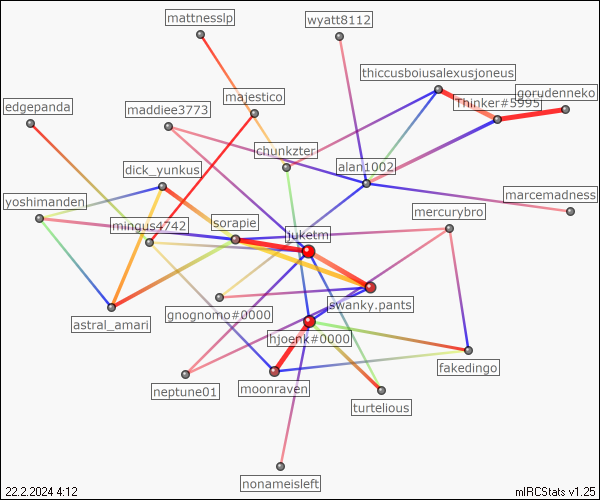 mattnesslp
wyatt8112
thiccusboiusalexusjoneus
gorudenneko
edgepanda
maddiee3773
majestico
Thinker#5995
chunkzter
dick_yunkus
alan1002
yoshimanden
marcemadness
mingus4742
sorapie
juketm
mercurybro
gnognomo#0000
swanky.pants
astral_amari
hjoenk#0000
fakedingo
neptune01
moonraven
turtelious
nonameisleft
22.2.2024 4:12
mIRCStats v1.25